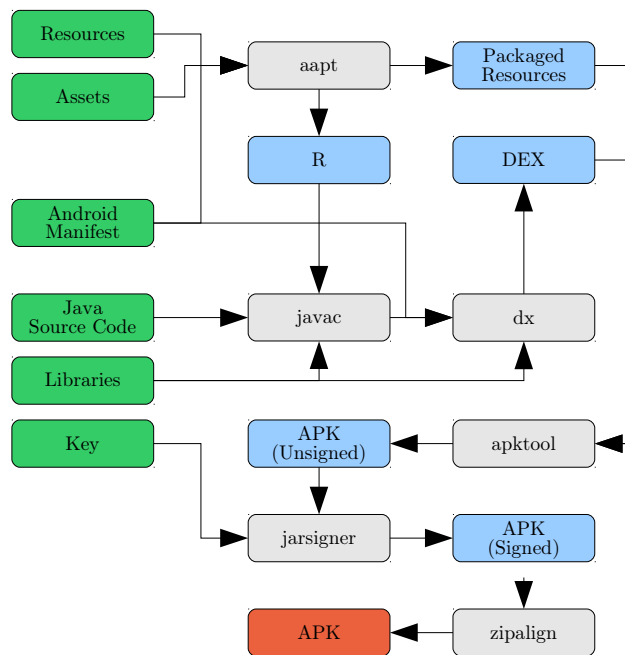 Resources
aapt
Packaged
Resources
Assets
R
DEX
Android
Manifest
Java
Source Code
javac
dx
Libraries
Key
APK
(Unsigned)
apktool
jarsigner
APK
(Signed)
APK
zipalign